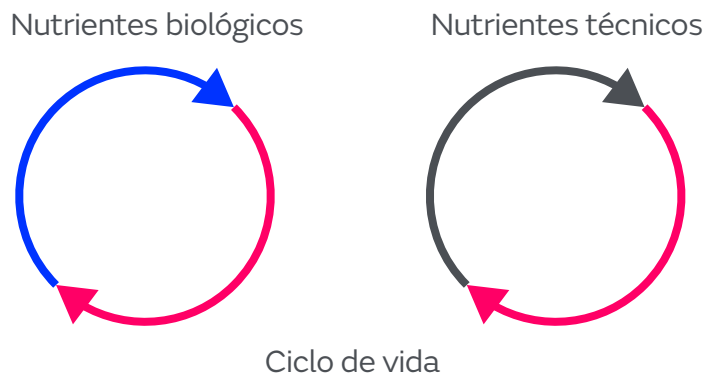 Nutrientes biológicos
Nutrientes técnicos
Ciclo de vida